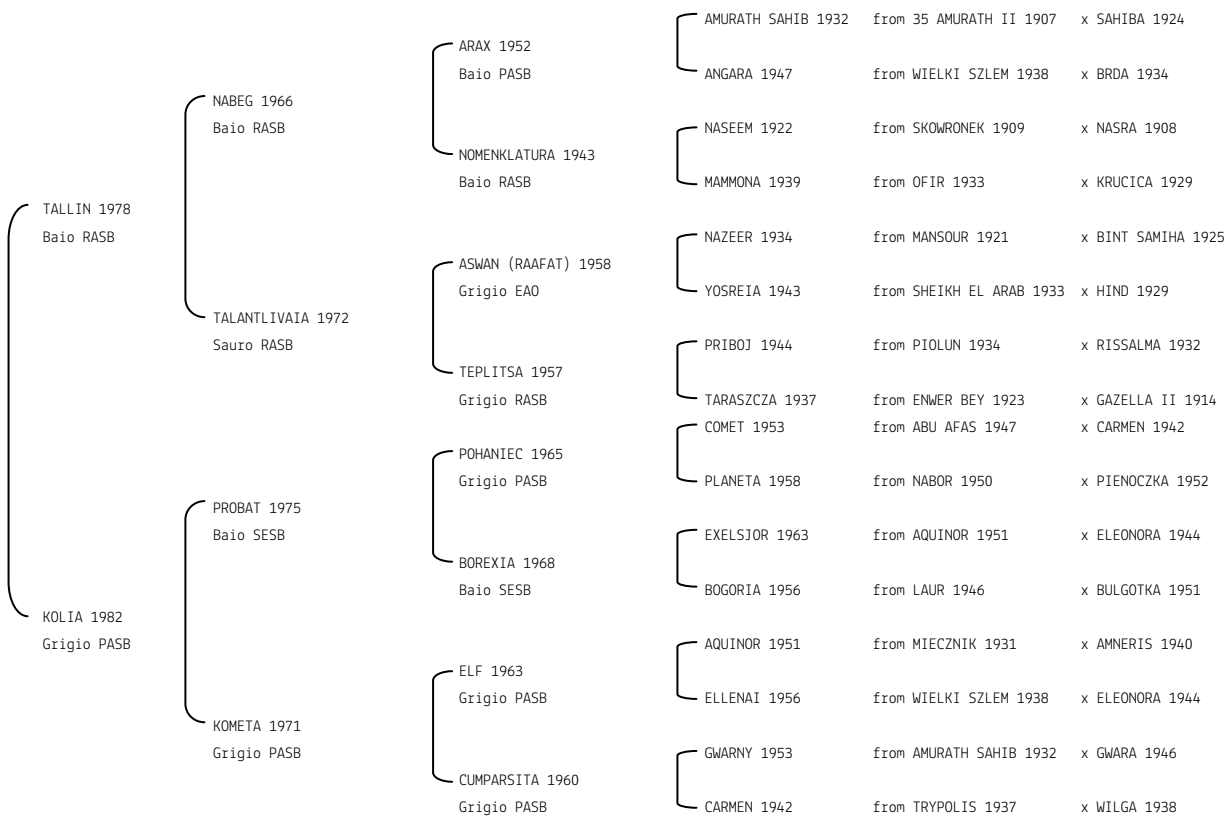 AMURATH SAHIB 1932 from 35 AMURATH II 1907 x SAHIBA 1924
ARAX 1952
Baio PASB
ANGARA 1947 from WIELKI SZLEM 1938 x BRDA 1934
NABEG 1966
Baio RASB
NASEEM 1922 from SKOWRONEK 1909 x NASRA 1908
NOMENKLATURA 1943
Baio RASB
MAMMONA 1939 from OFIR 1933 x KRUCICA 1929
TALLIN 1978
Baio RASB
NAZEER 1934 from MANSOUR 1921 x BINT SAMIHA 1925
ASWAN (RAAFAT) 1958
Grigio EAO
YOSREIA 1943 from SHEIKH EL ARAB 1933 x HIND 1929
TALANTLIVAIA 1972
Sauro RASB
PRIBOJ 1944 from PIOLUN 1934 x RISSALMA 1932
TEPLITSA 1957
Grigio RASB
TARASZCZA 1937 from ENWER BEY 1923 x GAZELLA II 1914
COMET 1953 from ABU AFAS 1947 x CARMEN 1942
POHANIEC 1965
Grigio PASB
PLANETA 1958 from NABOR 1950 x PIENOCZKA 1952
PROBAT 1975
Baio SESB
EXELSJOR 1963 from AQUINOR 1951 x ELEONORA 1944
BOREXIA 1968
Baio SESB
BOGORIA 1956 from LAUR 1946 x BULGOTKA 1951
KOLIA 1982
Grigio PASB
AQUINOR 1951 from MIECZNIK 1931 x AMNERIS 1940
ELF 1963
Grigio PASB
ELLENAI 1956 from WIELKI SZLEM 1938 x ELEONORA 1944
KOMETA 1971
Grigio PASB
GWARNY 1953 from AMURATH SAHIB 1932 x GWARA 1946
CUMPARSITA 1960
Grigio PASB
CARMEN 1942 from TRYPOLIS 1937 x WILGA 1938